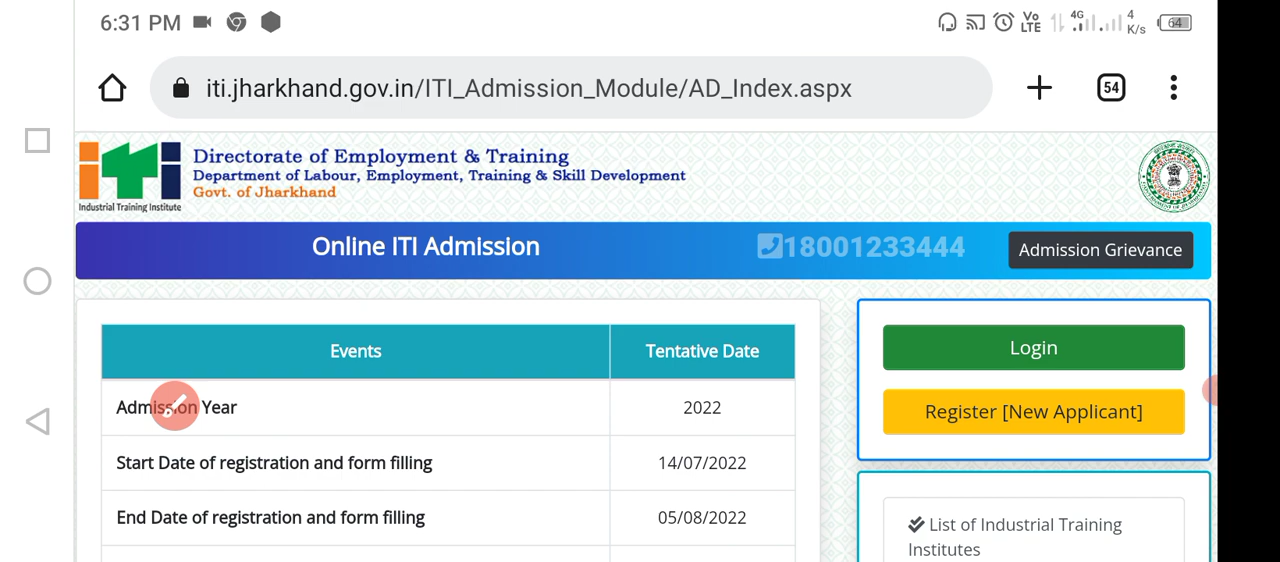 6:31 PM
Vo LTE 4G 4 K/s 64
iti.jharkhand.gov.in/ITI_Admission_Module/AD_Index.aspx
54
Industrial Training Institute
Directorate of Employment & Training
Department of Labour, Employment, Training & Skill Development
Govt. of Jharkhand
Online ITI Admission
18001233444
Admission Grievance
Events Tentative Date
Admission Year 2022
Start Date of registration and form filling 14/07/2022
End Date of registration and form filling 05/08/2022
Login
Register [New Applicant]
List of Industrial Training
Institutes